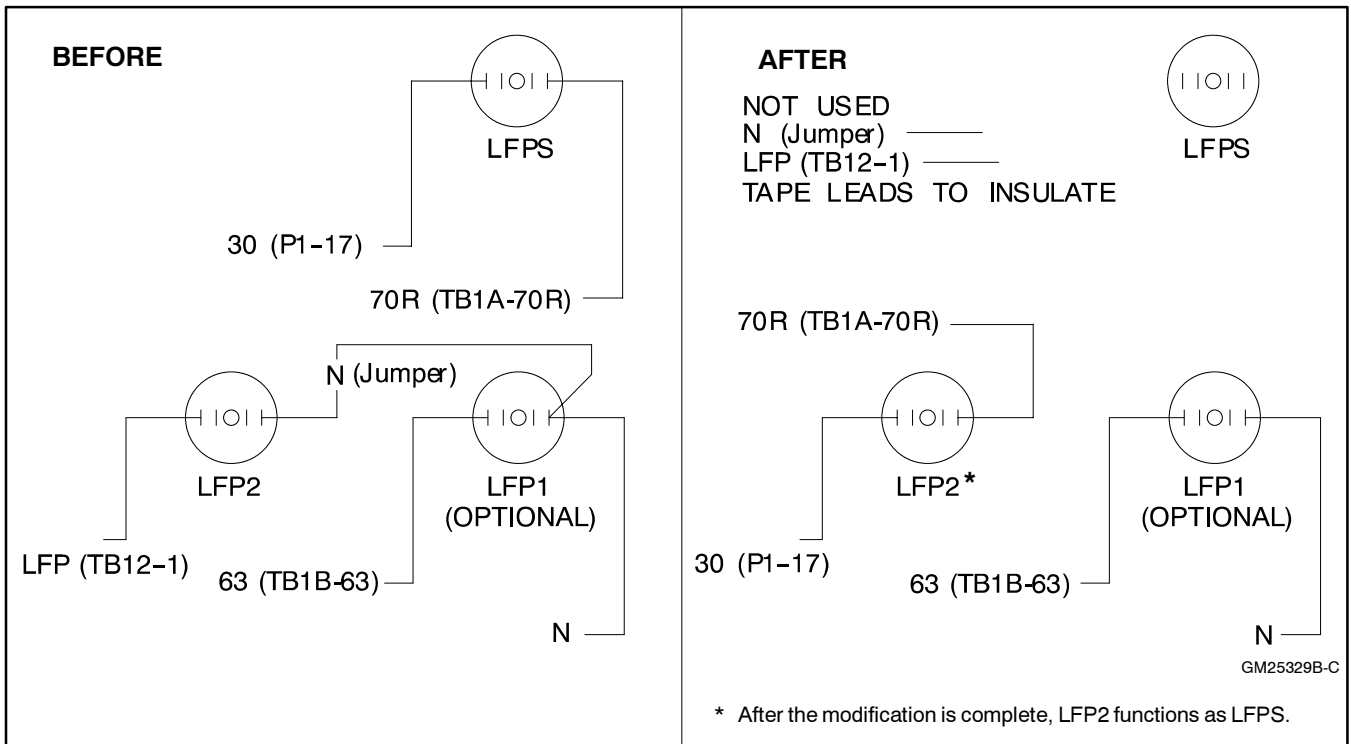 BEFORE
LFPS
30 (P1-17)
70R (TB1A-70R)
N (Jumper)
LFP2
LFP1
(OPTIONAL)
LFP (TB12-1)
63 (TB1B-63)
N
AFTER
NOT USED
N (Jumper)
LFP (TB12-1)
TAPE LEADS TO INSULATE
LFPS
70R (TB1A-70R)
LFP2*
LFP1
(OPTIONAL)
30 (P1-17)
63 (TB1B-63)
N
GM25329B-C
* After the modification is complete, LFP2 functions as LFPS.